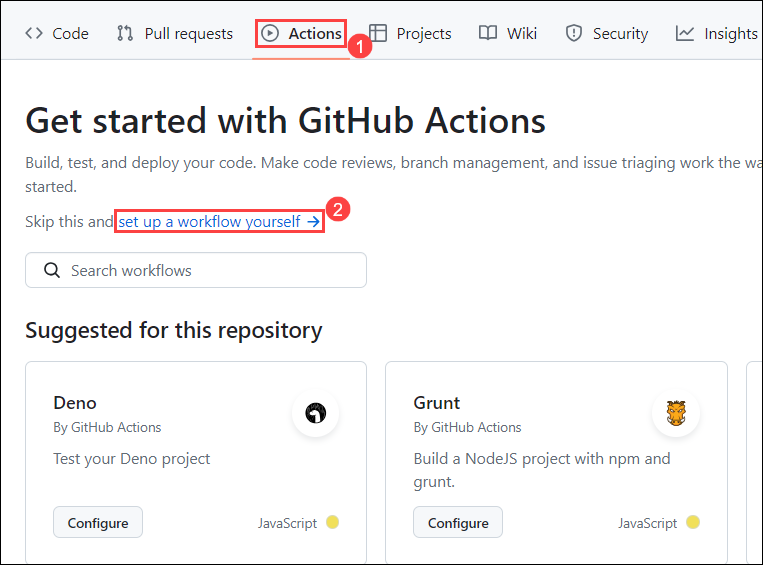 Code Pull requests Actions Projects Wiki Security Insights
1
Get started with GitHub Actions
Build, test, and deploy your code. Make code reviews, branch management, and issue triaging work the wa
started.
Skip this and set up a workflow yourself →
2
Search workflows
Suggested for this repository
Deno
By GitHub Actions
Test your Deno project
Configure
JavaScript
Grunt
By GitHub Actions
Build a NodeJS project with npm and
grunt.
Configure
JavaScript